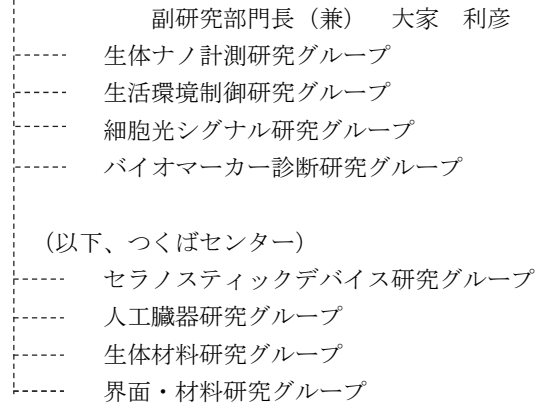 副研究部門長（兼）　大家　利彦
生体ナノ計測研究グループ
生活環境制御研究グループ
細胞光シグナル研究グループ
バイオマーカー診断研究グループ
（以下、つくばセンター）
セラノスティックデバイス研究グループ
人工臓器研究グループ
生体材料研究グループ
界面・材料研究グループ